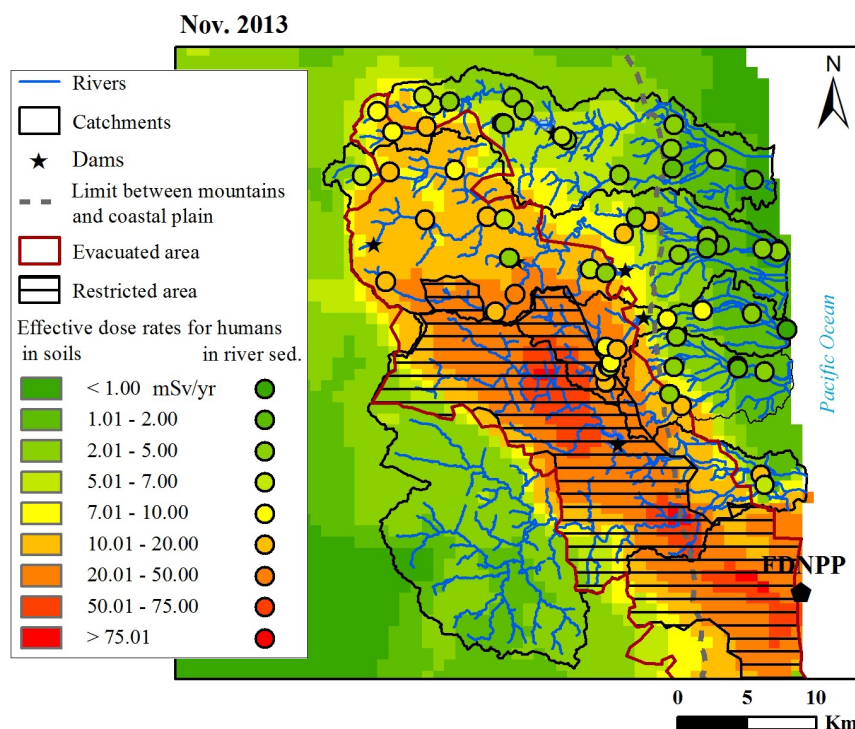 Nov. 2013
N
Rivers
Catchments
Dams
Limit between mountains
and coastal plain
Evacuated area
Restricted area
Effective dose rates for humans
in soils in river sed.
< 1.00 mSv/yr
1.01 - 2.00
2.01 - 5.00
5.01 - 7.00
7.01 - 10.00
10.01 - 20.00
20.01 - 50.00
50.01 - 75.00
> 75.01
Pacific Ocean
FDNPP
0 5 10
Km